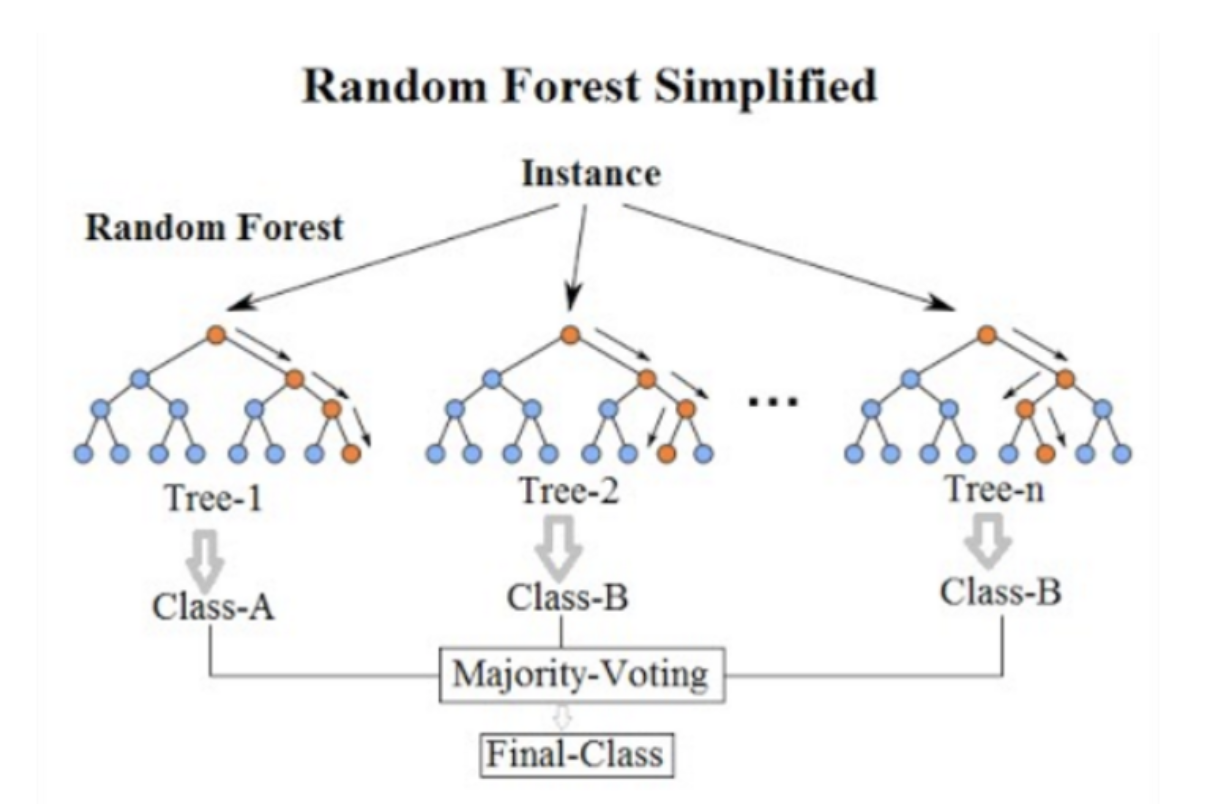 Random Forest Simplified
Instance
Random Forest
...
Tree-1
Tree-2
Tree-n
Class-A
Class-B
Class-B
Majority-Voting
Final-Class